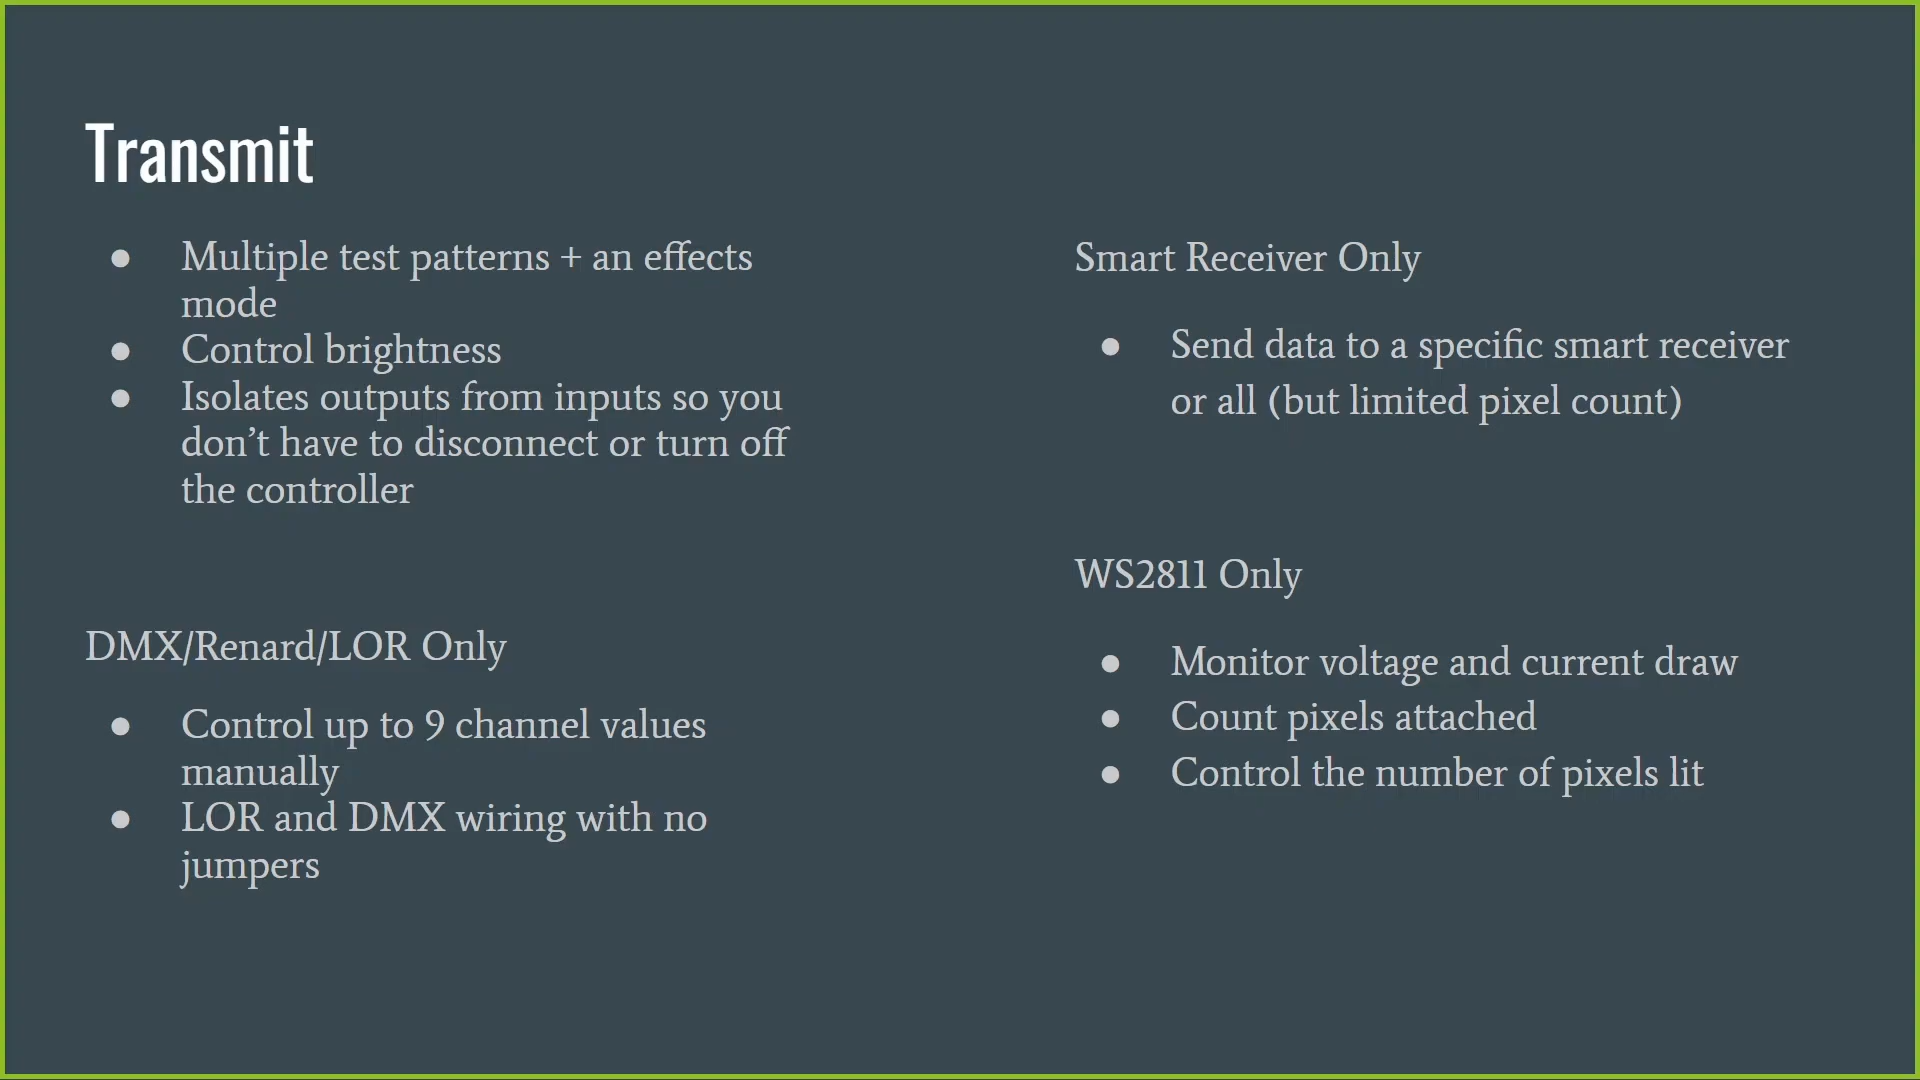 Transmit
● Multiple test patterns + an effects
mode
● Control brightness
● Isolates outputs from inputs so you
don’t have to disconnect or turn off
the controller
DMX/Renard/LOR Only
● Control up to 9 channel values
manually
● LOR and DMX wiring with no
jumpers
Smart Receiver Only
● Send data to a specific smart receiver
or all (but limited pixel count)
WS2811 Only
● Monitor voltage and current draw
● Count pixels attached
● Control the number of pixels lit